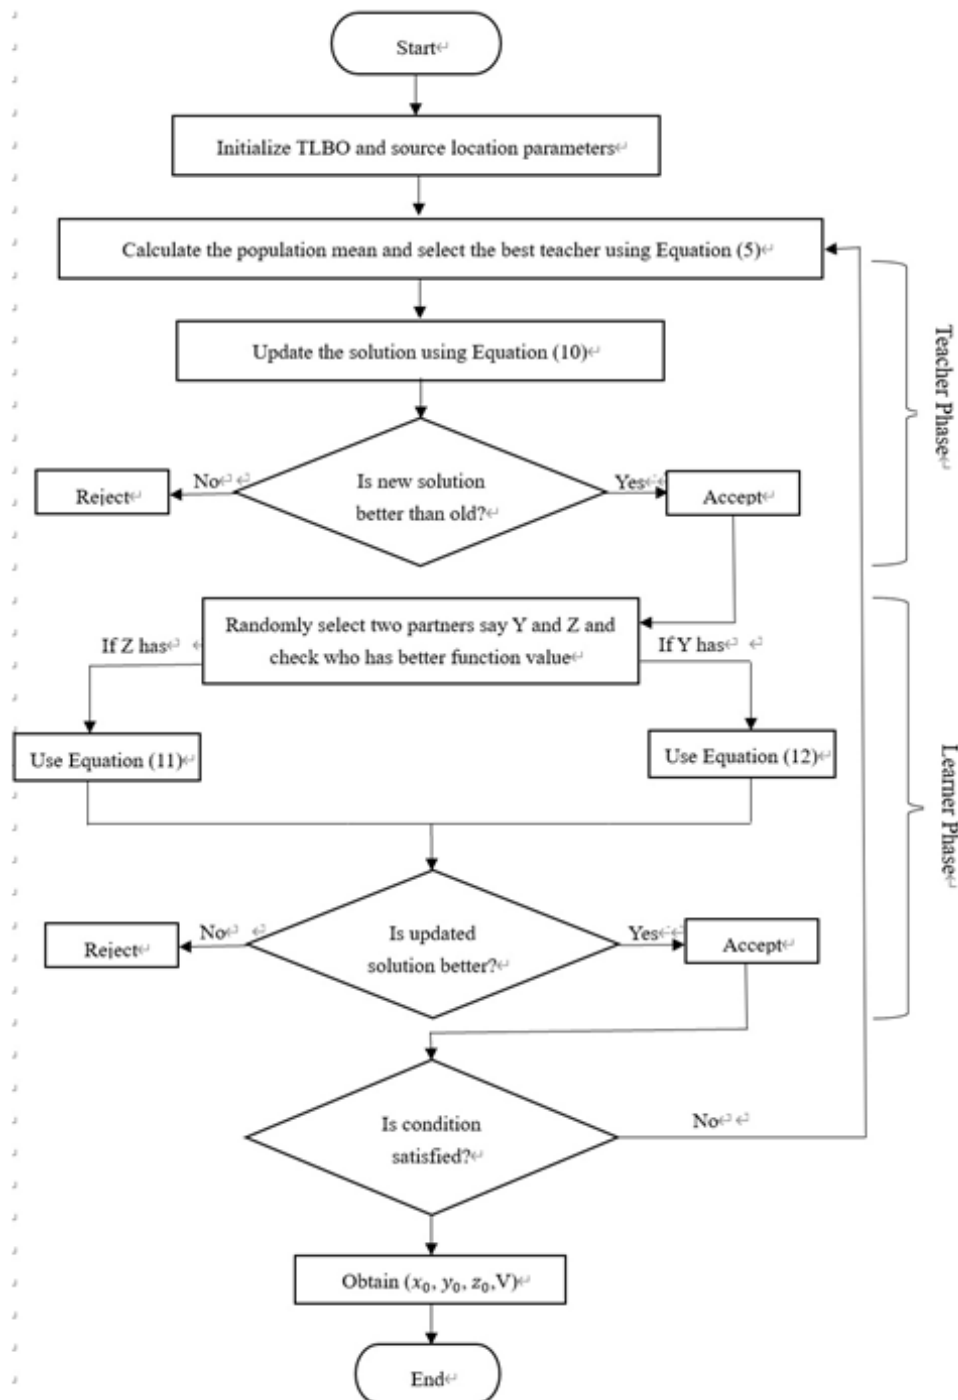 Start
Initialize TLBO and source location parameters
Calculate the population mean and select the best teacher using Equation (5)
Update the solution using Equation (10)
Teacher Phase
Is new solution
better than old?
No
Reject
Yes
Accept
Randomly select two partners say Y and Z and
check who has better function value
If Z has
If Y has
Use Equation (11)
Use Equation (12)
Learner Phase
Is updated
solution better?
No
Reject
Yes
Accept
Is condition
satisfied?
No
Obtain (x₀, y₀, z₀,V)
End